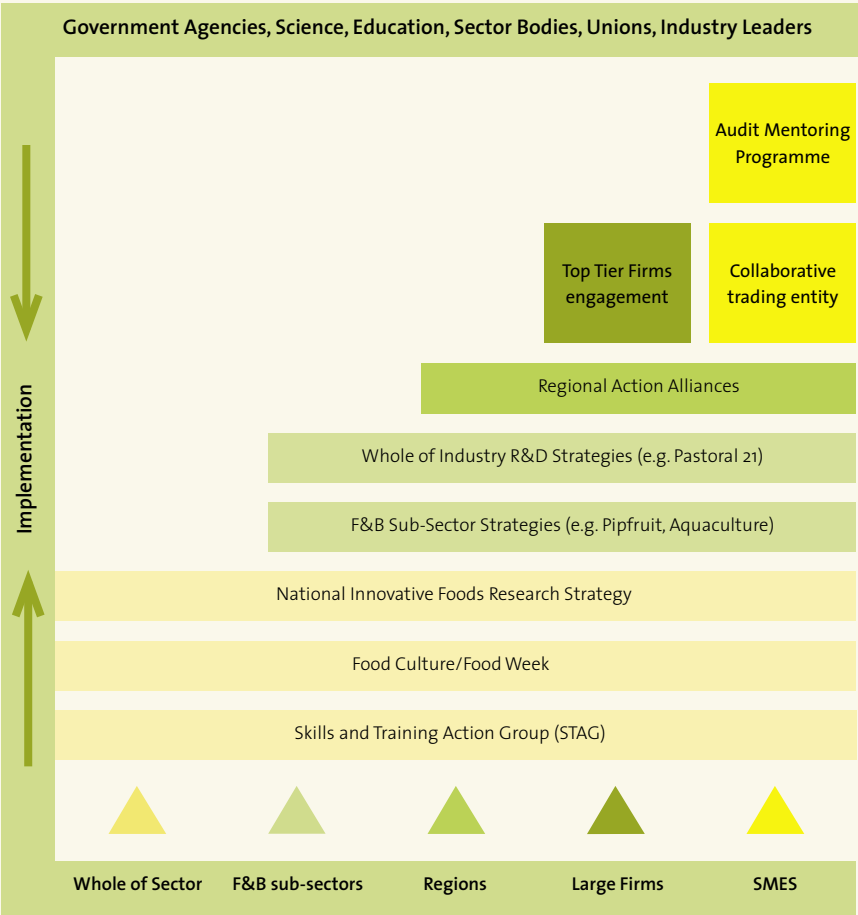 Government Agencies, Science, Education, Sector Bodies, Unions, Industry Leaders
Audit Mentoring
Programme
Top Tier Firms
engagement
Collaborative
trading entity
Regional Action Alliances
Whole of Industry R&D Strategies (e.g. Pastoral 21)
F&B Sub-Sector Strategies (e.g. Pipfruit, Aquaculture)
National Innovative Foods Research Strategy
Food Culture/Food Week
Skills and Training Action Group (STAG)
Implementation
Whole of Sector
F&B sub-sectors
Regions
Large Firms
SMES